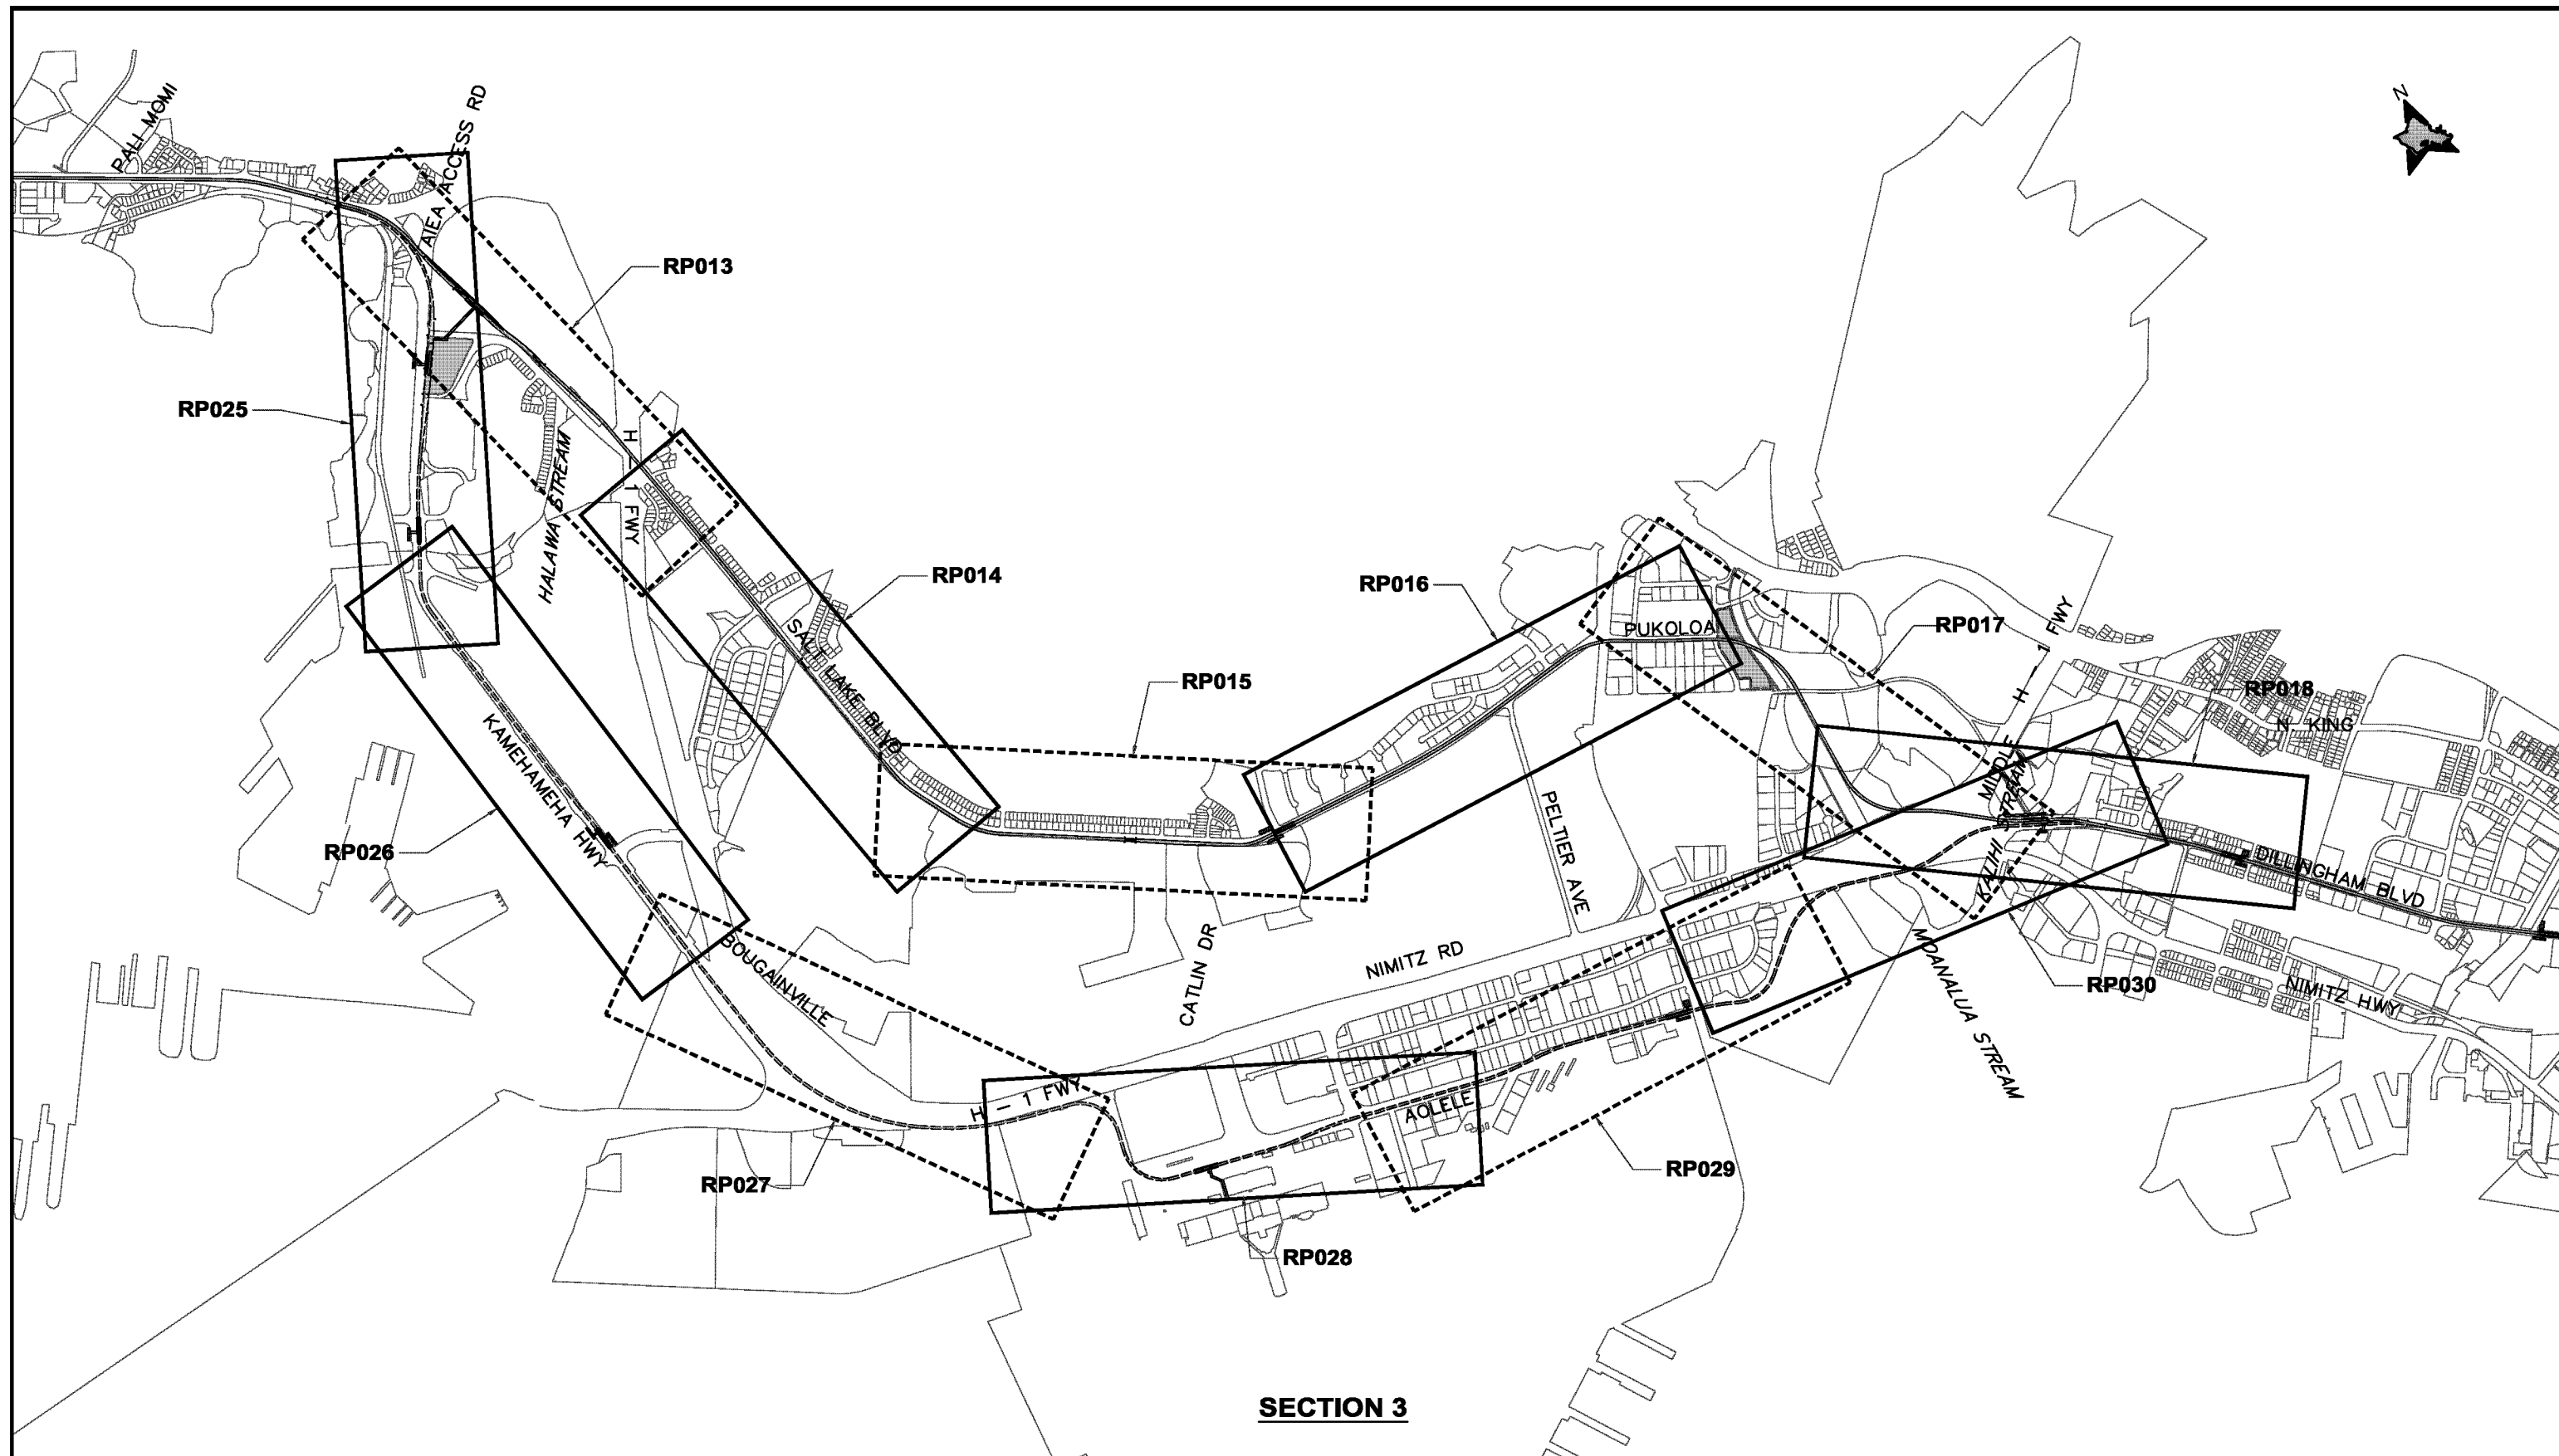 PALI MOMI
AIEA ACCESS RD
N
RP013
RP025
HALAWA STREAM
H - 1 FWY
RP014
SALT LAKE BLVD
RP015
RP016
PUKOLOA
RP017
H - 1 FWY
RP018
N KING
MIDDLE
KALIHI STREAM
DILLINGHAM BLVD
KAMEHAMEHA HWY
RP026
PELTIER AVE
BOUGAINVILLE
CATLIN DR
NIMITZ RD
MOANALUA STREAM
RP030
NIMITZ HWY
H - 1 FWY
AOLELE
RP027
RP029
RP028
SECTION 3